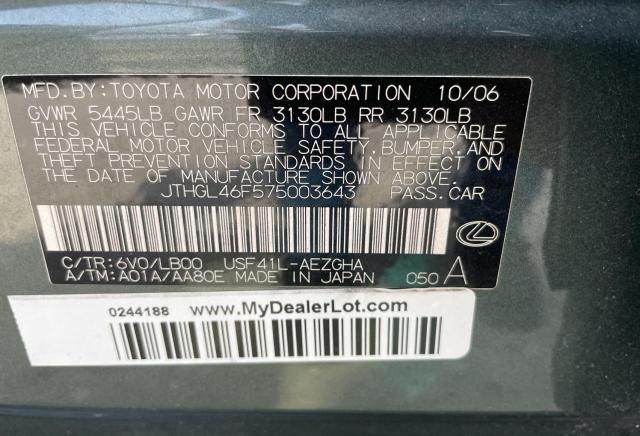 MFD.BY:TOYOTA MOTOR CORPORATION 10/06
GVWR 5445LB GAWR FR 3130LB RR 3130LB
THIS VEHICLE CONFORMS TO ALL APPLICABLE
FEDERAL MOTOR VEHICLE SAFETY,BUMPER,AND
THEFT PREVENTION STANDARDS IN EFFECT ON
THE DATE OF MANUFACTURE SHOWN ABOVE.
JTHGL46F575003643 PASS.CAR
C/TR:6V0/LB00 USF41L-AEZGHA
A/TM:A01A/AA80E MADE IN JAPAN 050 A
0244188 www.MyDealerLot.com